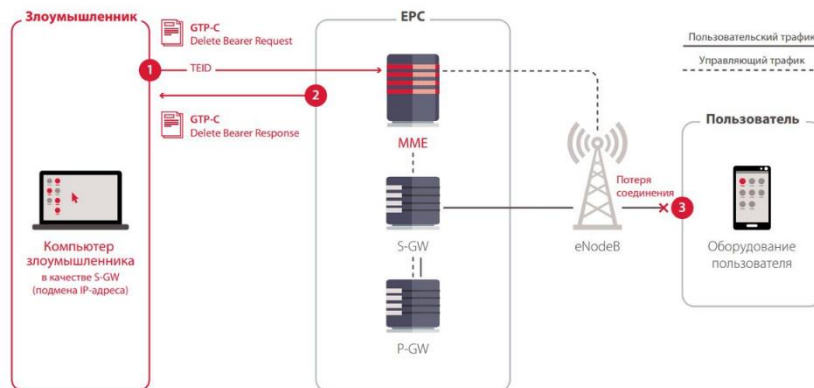 Злоумышленник
GTP-C
Delete Bearer Request
EPC
Пользовательский трафик
Управляющий трафик
1
TEID
2
GTP-C
Delete Bearer Response
MME
Пользователь
Потеря
соединения
3
S-GW
eNodeB
Компьютер
злоумышленника
в качестве S-GW
(подмена IP-адреса)
Оборудование
пользователя
P-GW